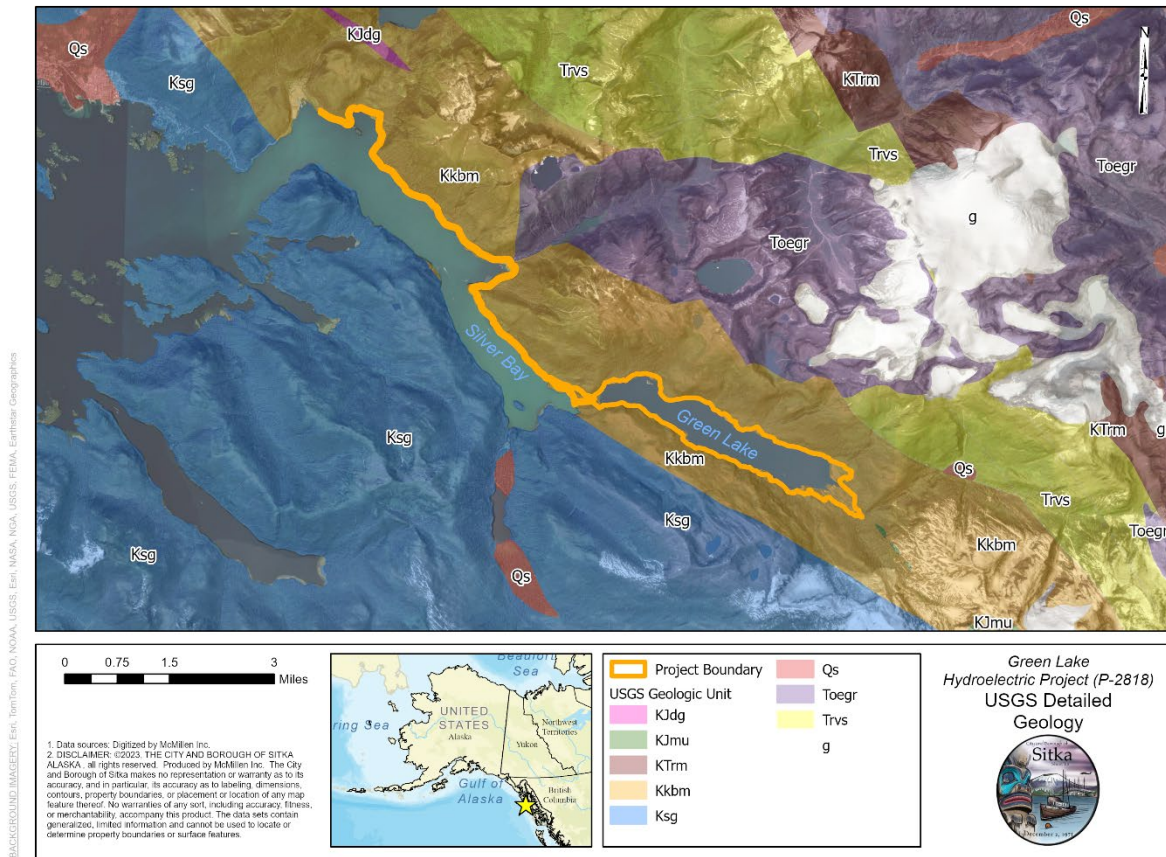 Qs
KJdg
Qs
N
Ksg
Trvs
KTrm
Trvs
Toegr
Kkbm
g
Toegr
Silver Bay
Green Lake
KTrm
g
Ksg
Kkbm
Qs
Ksg
Trvs
Toegr
Ksg
Qs
Kkbm
KJmu
BACKGROUND IMAGERY: Esri, TomTom, FAO, NOAA, USGS, Esri, NASA, NGA, USGS, FEMA, Earthstar Geographics
0 0.75 1.5 3
Miles
1. Data sources: Digitized by McMillen Inc.
2. DISCLAIMER: ©2023. THE CITY AND BOROUGH OF SITKA
ALASKA , all rights reserved. Produced by McMillen Inc. The City
and Borough of Sitka makes no representation or warranty as to its
accuracy, and in particular, its accuracy as to labeling, dimensions,
contours, property boundaries, or placement or location of any map
feature thereof. No warranties of any sort, including accuracy, fitness,
or merchantability, accompany this product. The data sets contain
generalized, limited information and cannot be used to locate or
determine property boundaries or surface features.
Beaufort
Sea
ring Sea
UNITED
STATES
Alaska
Yukon
Northwest
Territories
Gulf of
Alaska
British
Columbia
Project Boundary
USGS Geologic Unit
KJdg
KJmu
KTrm
Kkbm
Ksg
Qs
Toegr
Trvs
g
Green Lake
Hydroelectric Project (P-2818)
USGS Detailed
Geology
City and Borough of
Sitka
December 2, 1971